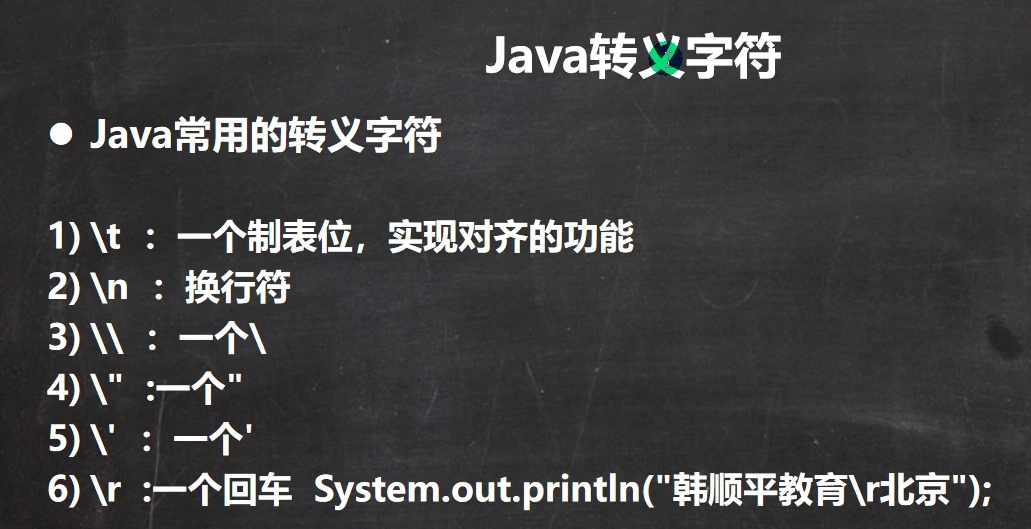 Java转义字符
● Java常用的转义字符
1) \t ：一个制表位，实现对齐的功能
2) \n ：换行符
3) \\ ：一个\
4) \" :一个"
5) \' ：一个'
6) \r :一个回车 System.out.println("韩顺平教育\r北京");